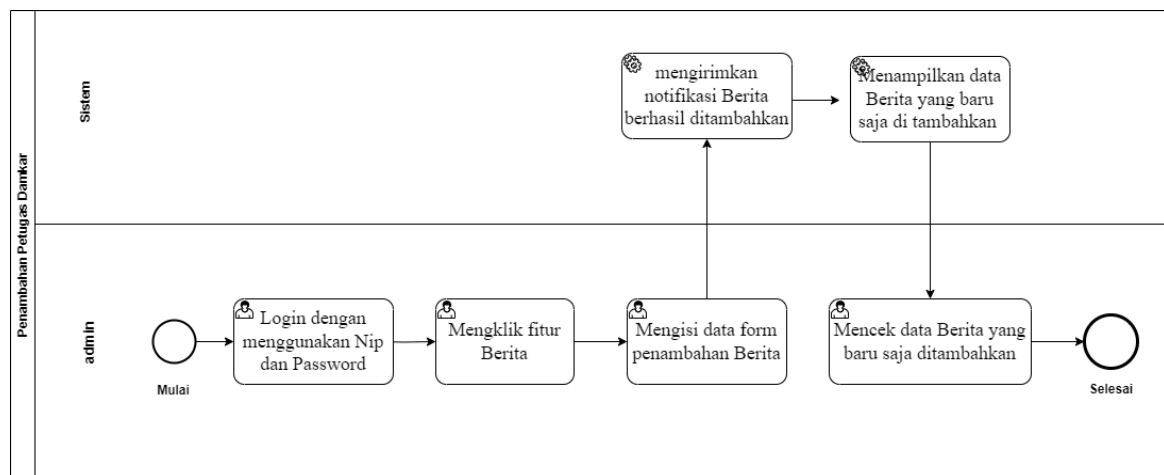 Penambahan Petugas Damkar
Sistem
mengirimkan
notifikasi Berita
berhasil ditambahkan
Menampilkan data
Berita yang baru
saja di tambahkan
admin
Mulai
Login dengan
menggunakan Nip
dan Password
Mengklik fitur
Berita
Mengisi data form
penambahan Berita
Mencek data Berita yang
baru saja ditambahkan
Selesai